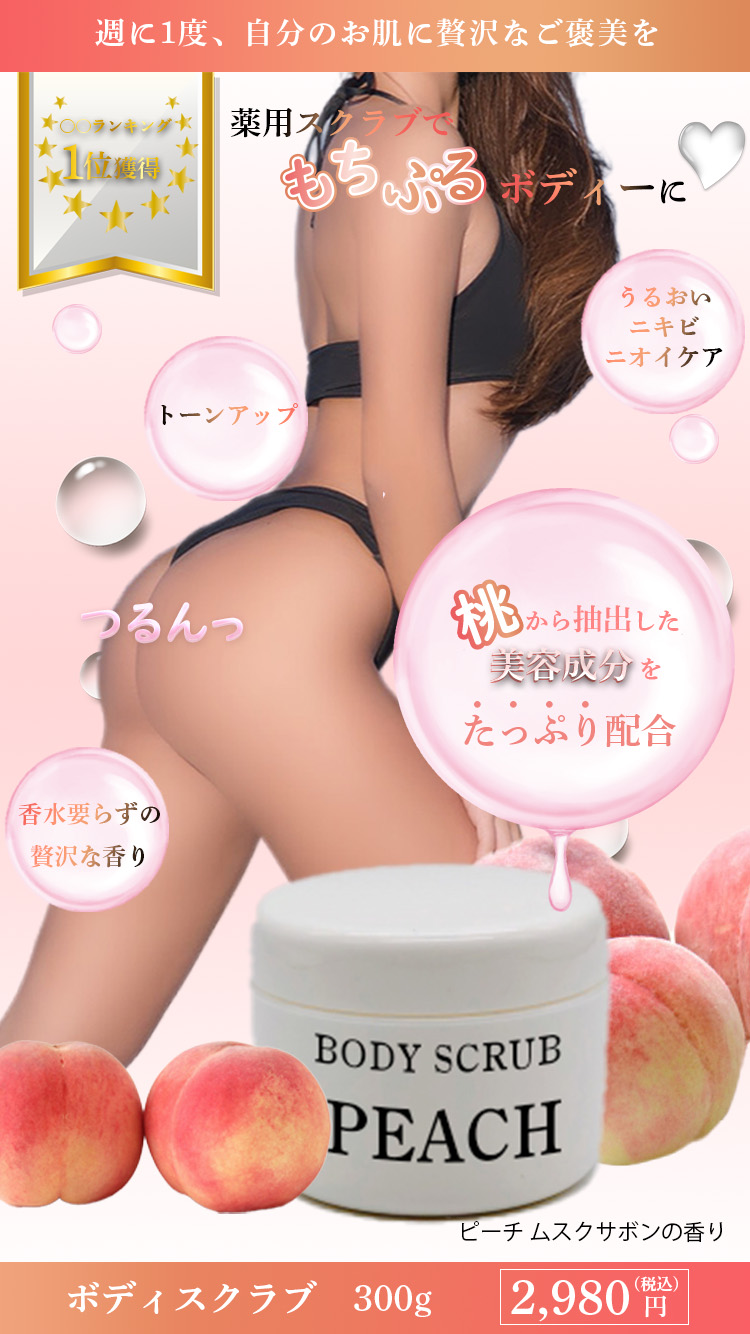 週に1度、自分のお肌に贅沢なご褒美を
〇〇ランキング
1位獲得
薬用スクラブで
もちぷるボディーに
うるおい
ニキビ
ニオイケア
トーンアップ
桃から抽出した
美容成分を
たっぷり配合
つるんっ
香水要らずの
贅沢な香り
BODY SCRUB
PEACH
ピーチ ムスクサボンの香り
ボディスクラブ 300g 2,980円(税込)